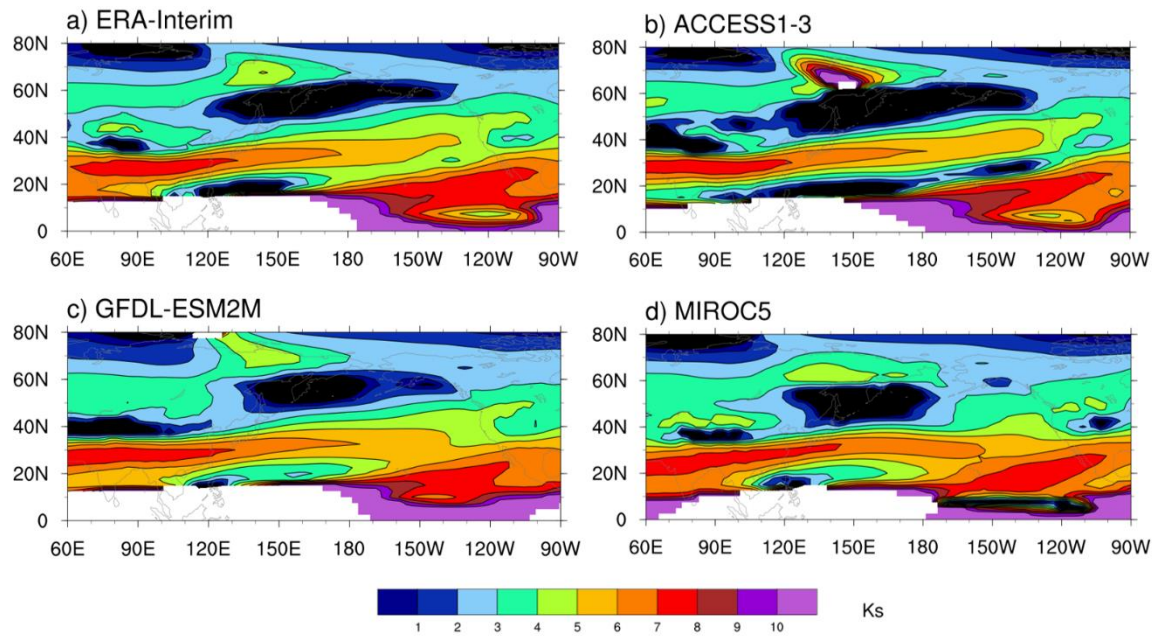 a) ERA-Interim
80N
60N
40N
20N
0
60E 90E 120E 150E 180 150W 120W 90W
b) ACCESS1-3
80N
60N
40N
20N
0
60E 90E 120E 150E 180 150W 120W 90W
c) GFDL-ESM2M
80N
60N
40N
20N
0
60E 90E 120E 150E 180 150W 120W 90W
d) MIROC5
80N
60N
40N
20N
0
60E 90E 120E 150E 180 150W 120W 90W
1 2 3 4 5 6 7 8 9 10
Ks